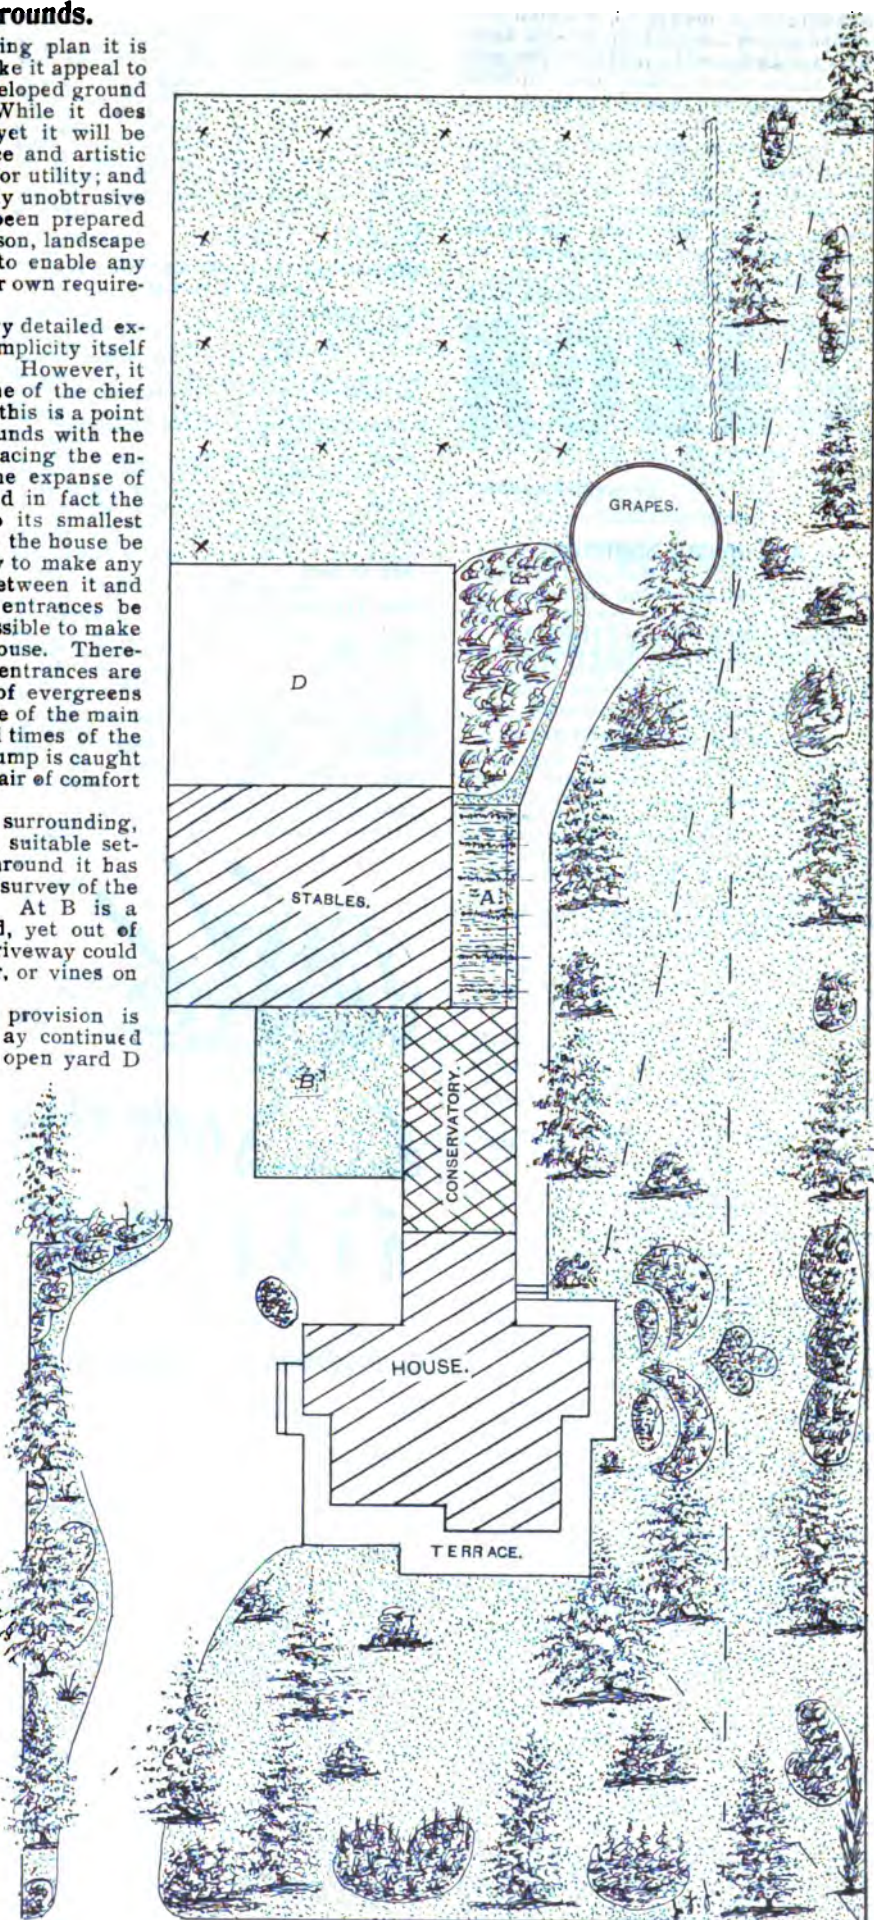 rounds.
ing plan it is
ke it appeal to
eloped ground
While it does
yet it will be
e and artistic
or utility; and
y unobtrusive
een prepared
son, landscape
to enable any
r own require-
y detailed ex-
mplicity itself
However, it
e of the chief
this is a point
unds with the
acing the en-
ne expanse of
d in fact the
o its smallest
the house be
y to make any
etween it and
entrances be
ssible to make
ouse. There-
entrances are
of evergreens
e of the main
l times of the
ump is caught
air of comfort
surrounding,
suitable set-
round it has
survey of the
At B is a
d, yet out of
riveway could
r, or vines on
provision is
ay continued
open yard D
GRAPES.
D
STABLES.
A.
B
CONSERVATORY.
HOUSE.
TERRACE.